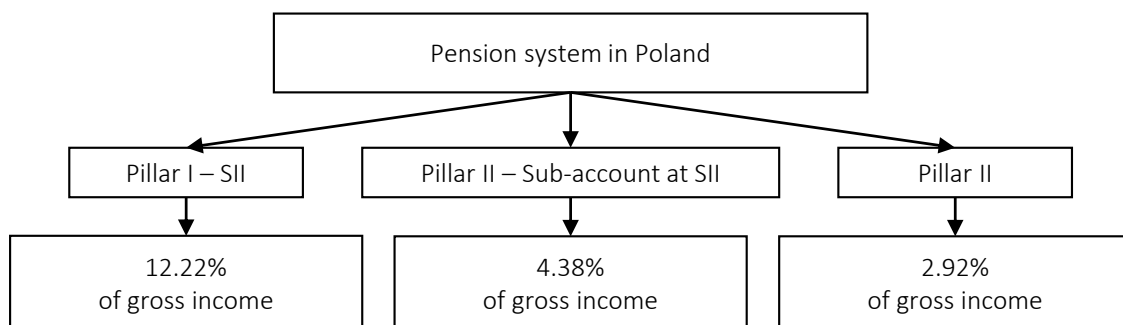 Pension system in Poland
Pillar I – SII
Pillar II – Sub-account at SII
Pillar II
12.22%
of gross income
4.38%
of gross income
2.92%
of gross income